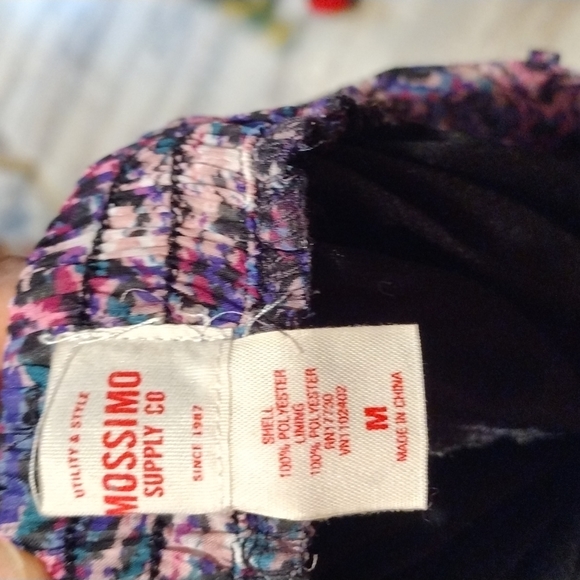 UTILITY & STYLE
MOSSIMO
SUPPLY CO
SINCE 1987
SHELL
100% POLYESTER
LINING
100% POLYESTER
RN17730
VN1102402
M
MADE IN CHINA